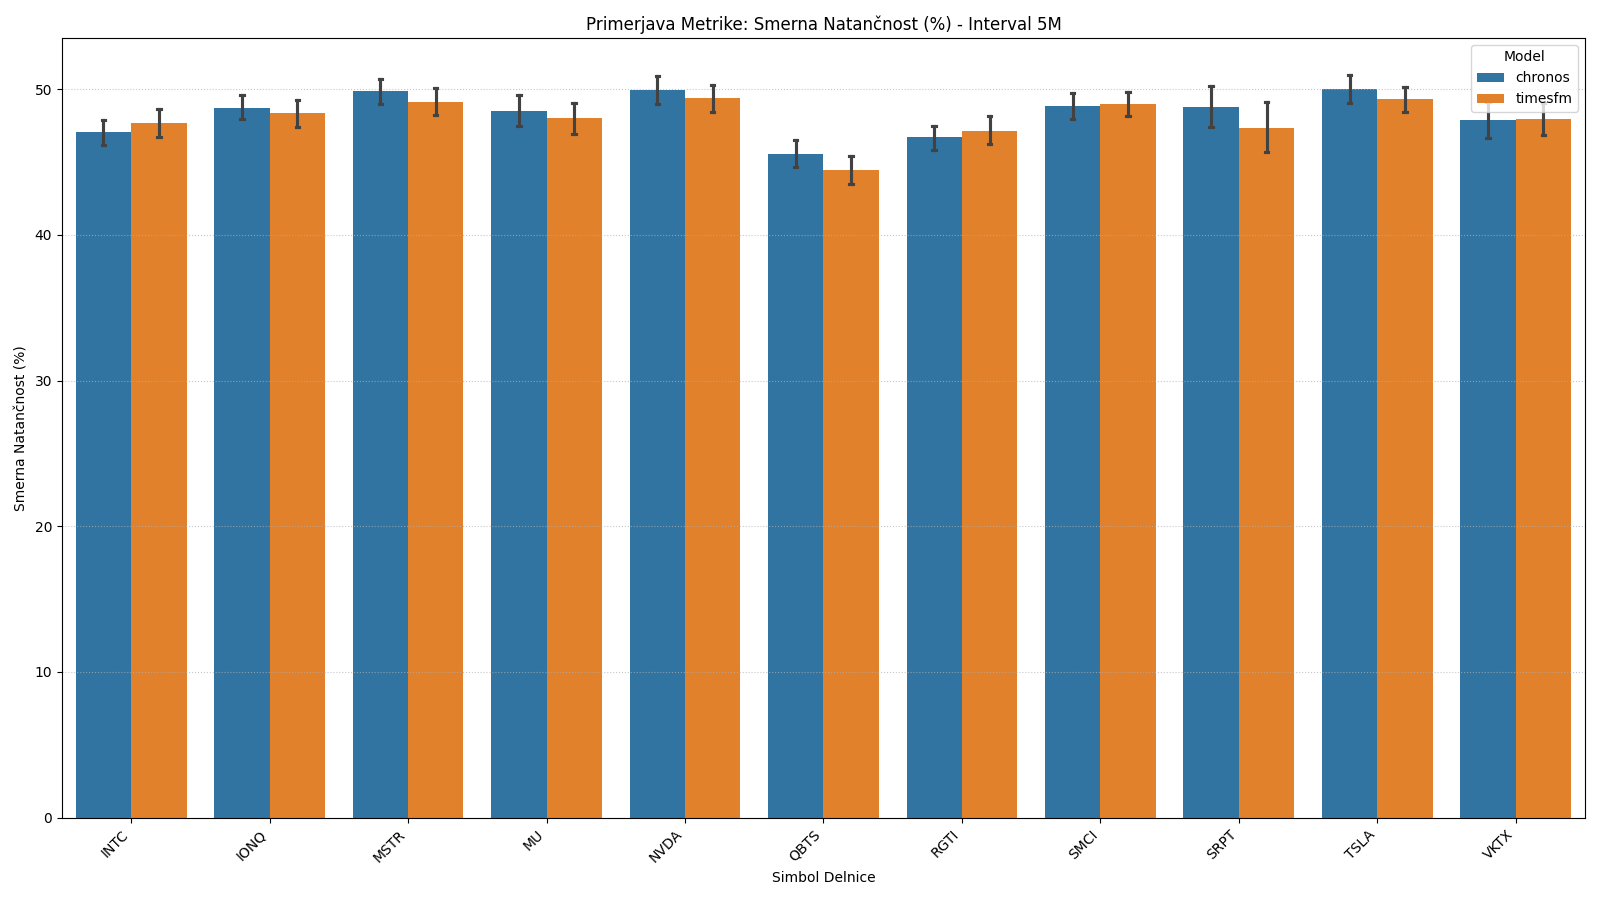 Primerjava Metrike: Smerna Natančnost (%) - Interval 5M
Model
chronos
timesfm
Smerna Natančnost (%)
50
40
30
20
10
0
INTC
IONQ
MSTR
MU
NVDA
QBTS
RGTI
SMCI
SRPT
TSLA
VKTX
Simbol Delnice